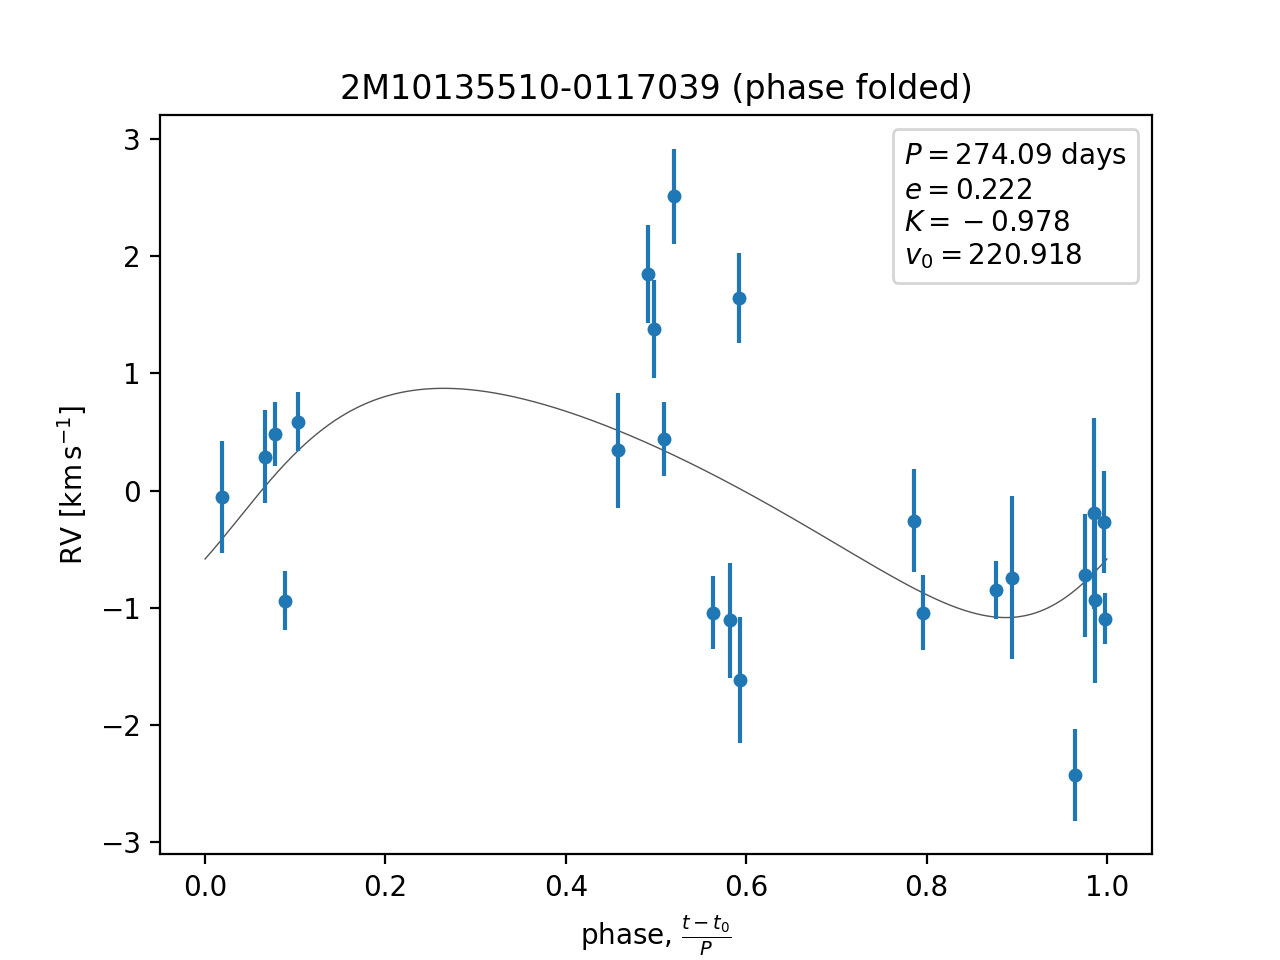 2M10135510-0117039 (phase folded)
P = 274.09 days
e = 0.222
K = −0.978
v₀ = 220.918
3
2
1
0
−1
−2
−3
RV [km s⁻¹]
0.0 0.2 0.4 0.6 0.8 1.0
phase, (t − t₀)/P